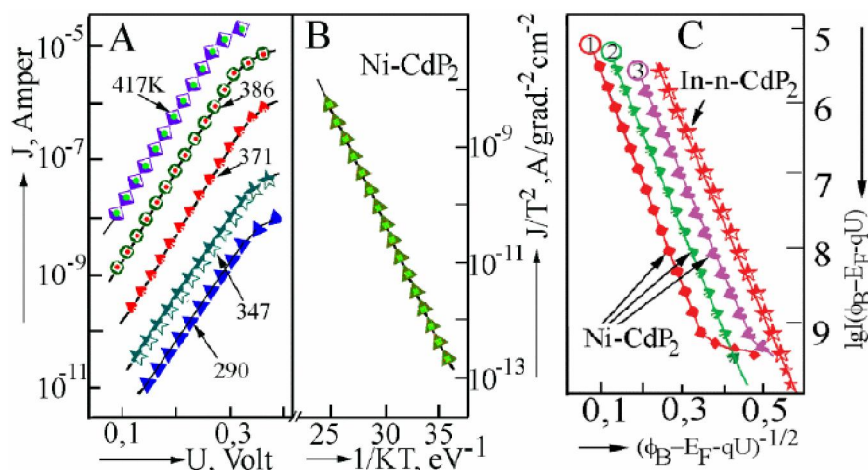 A
10⁻⁵
10⁻⁷
10⁻⁹
10⁻¹¹
J, Amper
417K
386
371
347
290
0,1
0,3
U, Volt
B
Ni-CdP₂
10⁻⁹
10⁻¹¹
10⁻¹³
J/T² ,A/grad.⁻² cm⁻²
25
30
35
1/KT, eV⁻¹
C
1
2
3
In-n-CdP₂
Ni-CdP₂
5
6
7
8
9
lgI(ϕB–EF-qU)
0,1
0,3
0,5
(ϕB–EF-qU)⁻¹/²